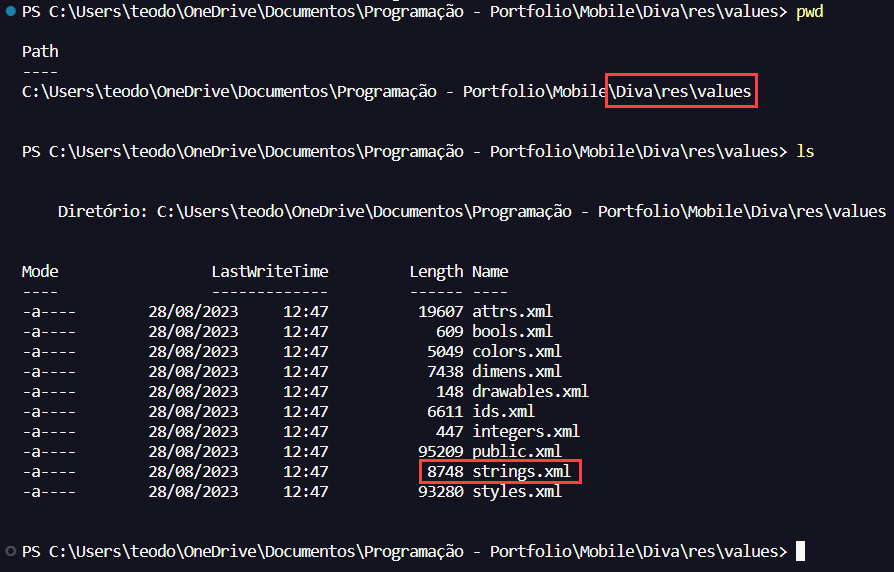 PS C:\Users\teodo\OneDrive\Documentos\Programação - Portfolio\Mobile\Diva\res\values> pwd
Path
----
C:\Users\teodo\OneDrive\Documentos\Programação - Portfolio\Mobile\Diva\res\values
PS C:\Users\teodo\OneDrive\Documentos\Programação - Portfolio\Mobile\Diva\res\values> ls
Diretório: C:\Users\teodo\OneDrive\Documentos\Programação - Portfolio\Mobile\Diva\res\values
Mode LastWriteTime Length Name
---- ------------- ------ ----
-a---- 28/08/2023 12:47 19607 attrs.xml
-a---- 28/08/2023 12:47 609 bools.xml
-a---- 28/08/2023 12:47 5049 colors.xml
-a---- 28/08/2023 12:47 7438 dimens.xml
-a---- 28/08/2023 12:47 148 drawables.xml
-a---- 28/08/2023 12:47 6611 ids.xml
-a---- 28/08/2023 12:47 447 integers.xml
-a---- 28/08/2023 12:47 95209 public.xml
-a---- 28/08/2023 12:47 8748 strings.xml
-a---- 28/08/2023 12:47 93280 styles.xml
PS C:\Users\teodo\OneDrive\Documentos\Programação - Portfolio\Mobile\Diva\res\values>